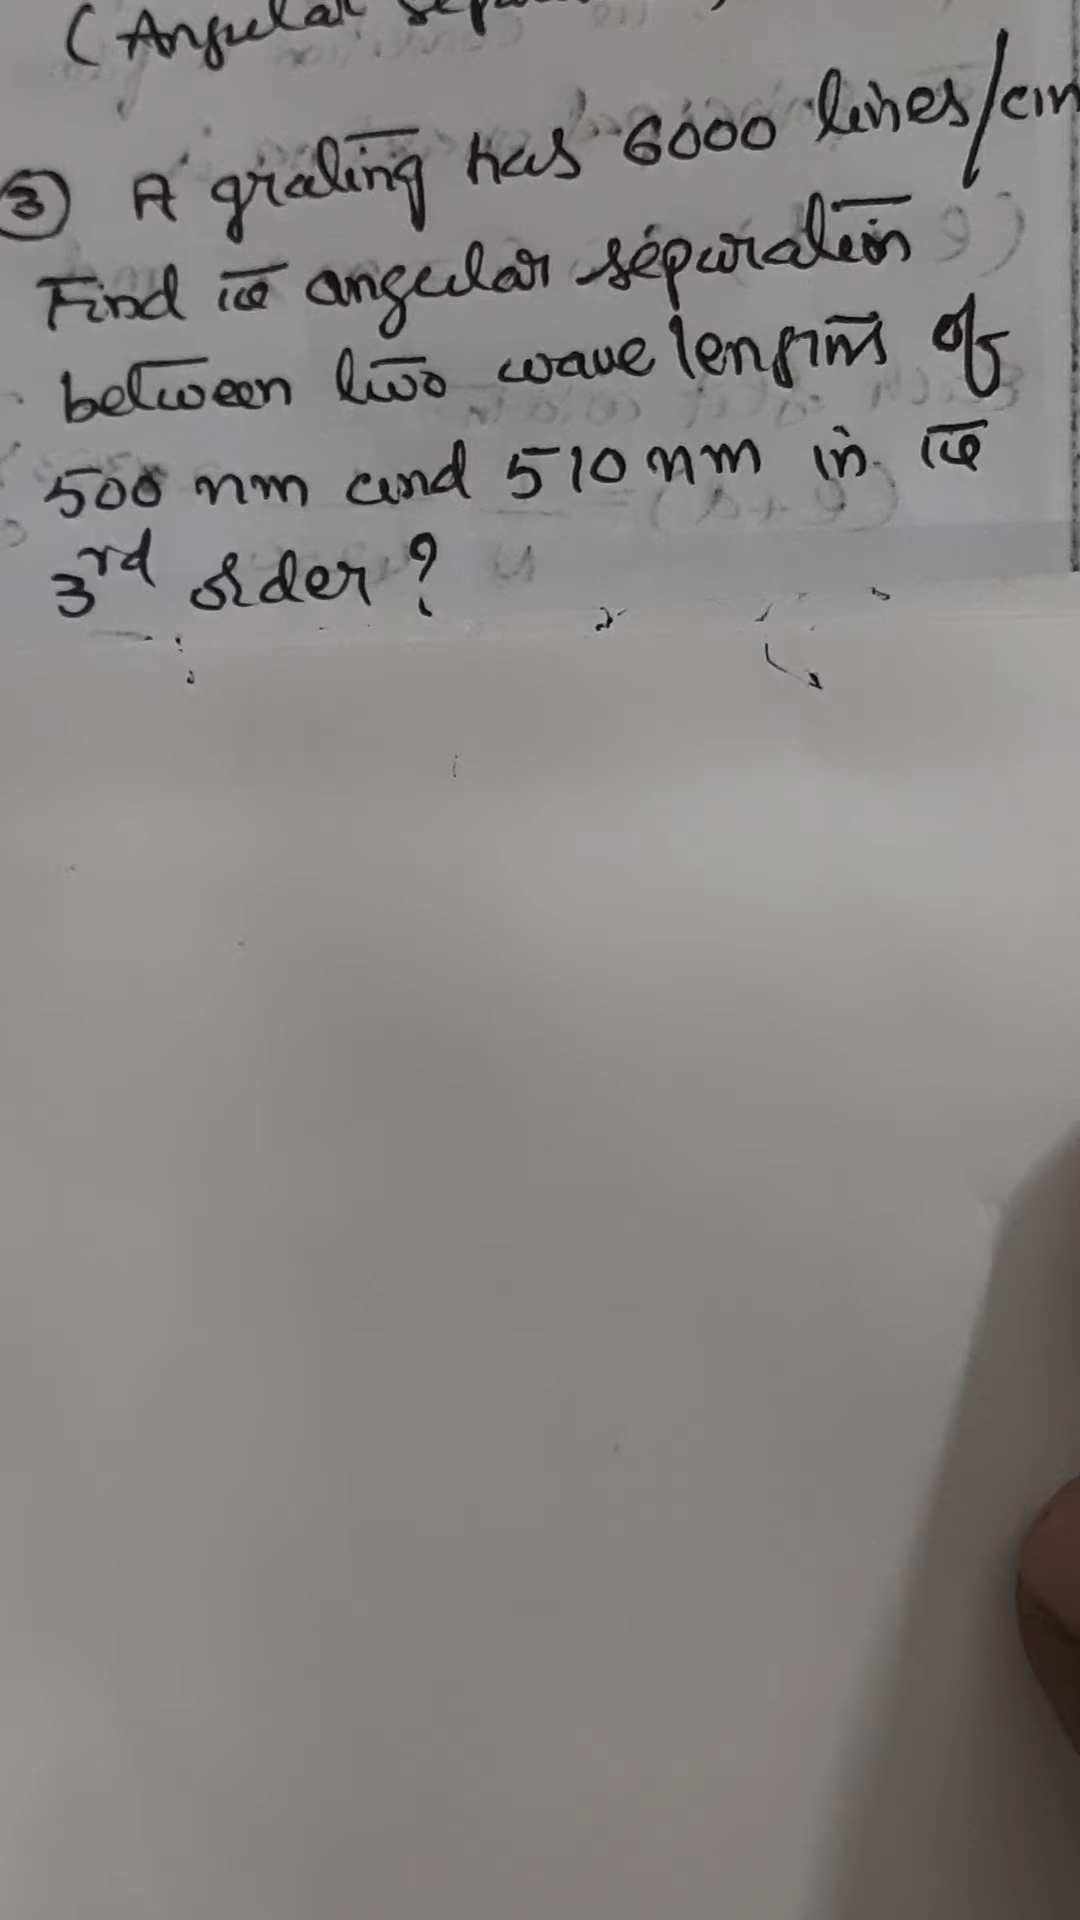 (Angular
③ A grating has 6000 lines/cm
Find the angular separation
between two wavelengths of
500 nm and 510 nm in the
3rd order?